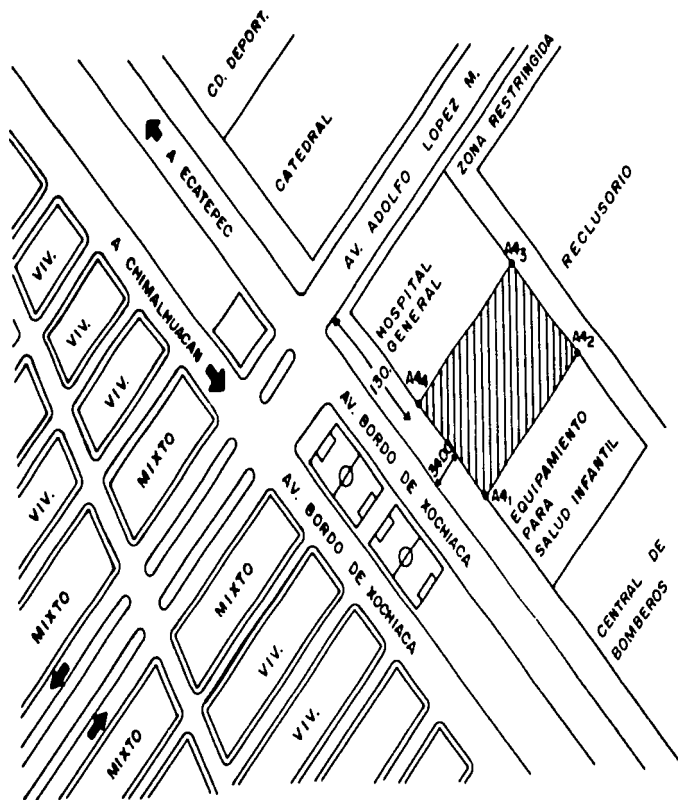 CD. DEPORT.
CATEDRAL
A ECATEPEC
AV. ADOLFO LOPEZ M.
ZONA RESTRINGIDA
RECLUSORIO
A CHIMALHUACAN
HOSPITAL
GENERAL
A4₃
A4₂
A4₄
A4₁
130.
3400
AV. BORDO DE XOCHIACA
EQUIPAMIENTO
PARA
SALUD INFANTIL
CENTRAL DE
BOMBEROS
VIV.
VIV.
VIV.
MIXTO
VIV.
AV. BORDO DE XOCHIACA
MIXTO
MIXTO
VIV.
VIV.
MIXTO